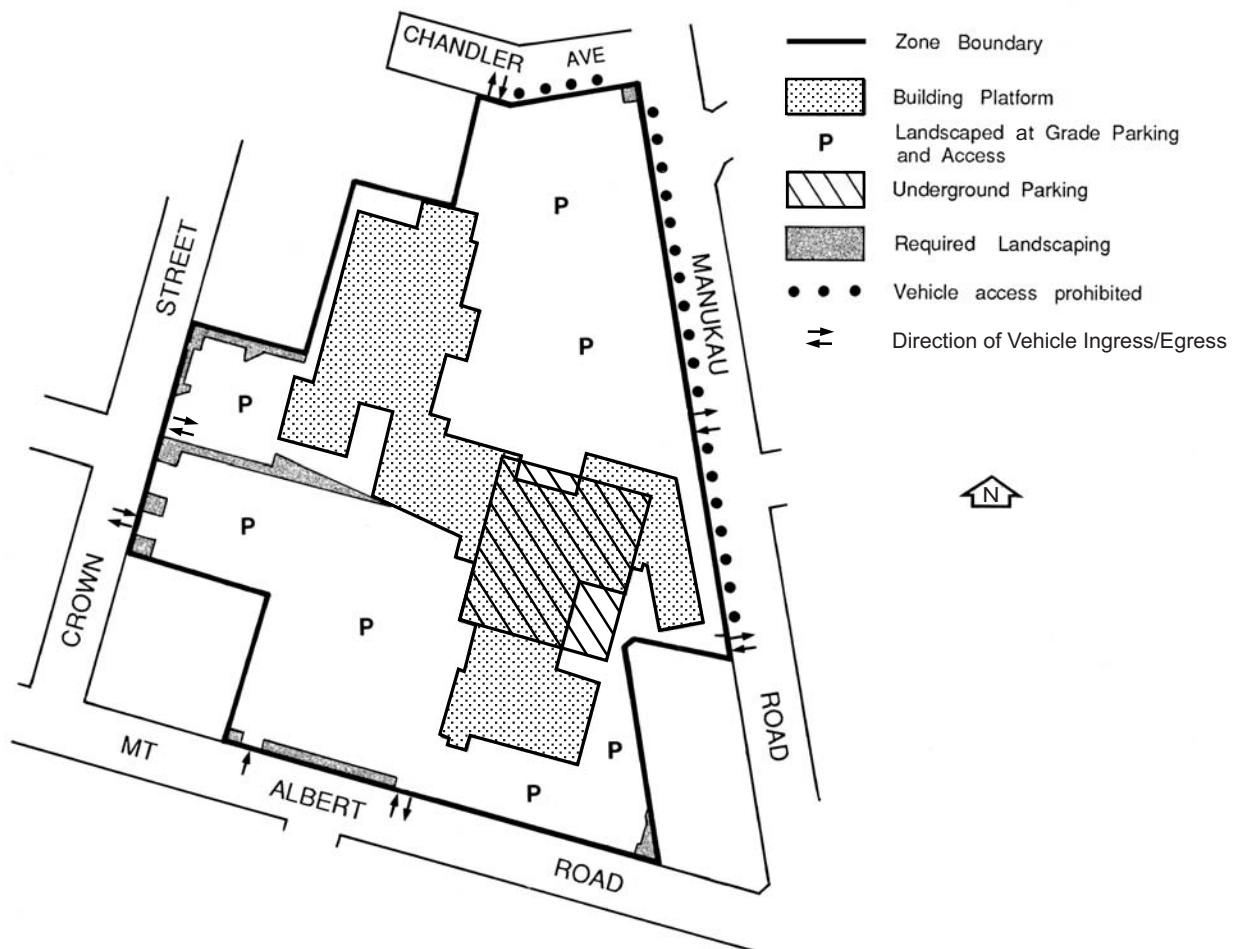 CHANDLER
AVE
STREET
CROWN
MANUKAU
ROAD
MT
ALBERT
ROAD
P
P
P
P
P
P
P
Zone Boundary
Building Platform
P
Landscaped at Grade Parking
and Access
Underground Parking
Required Landscaping
Vehicle access prohibited
Direction of Vehicle Ingress/Egress
N